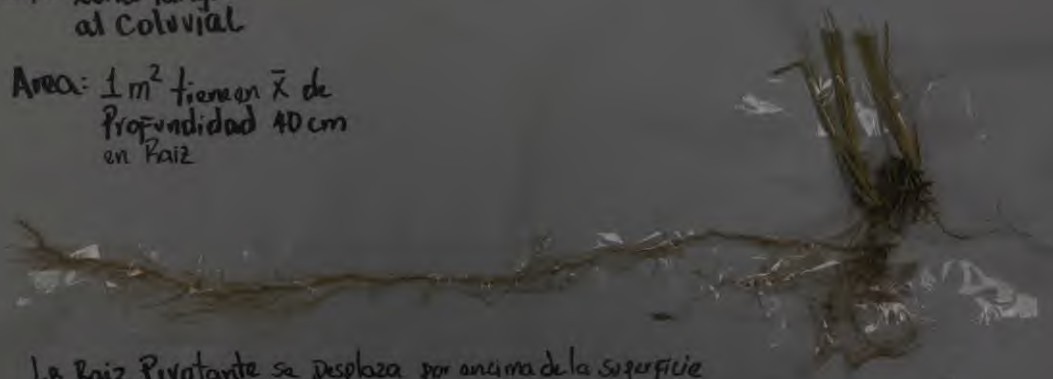 al Coluvial
Area: 1 m² tienen x̄ de
Profundidad 40 cm
en Raiz
La Raiz Pivotante se Desplaza por encima de la superficie